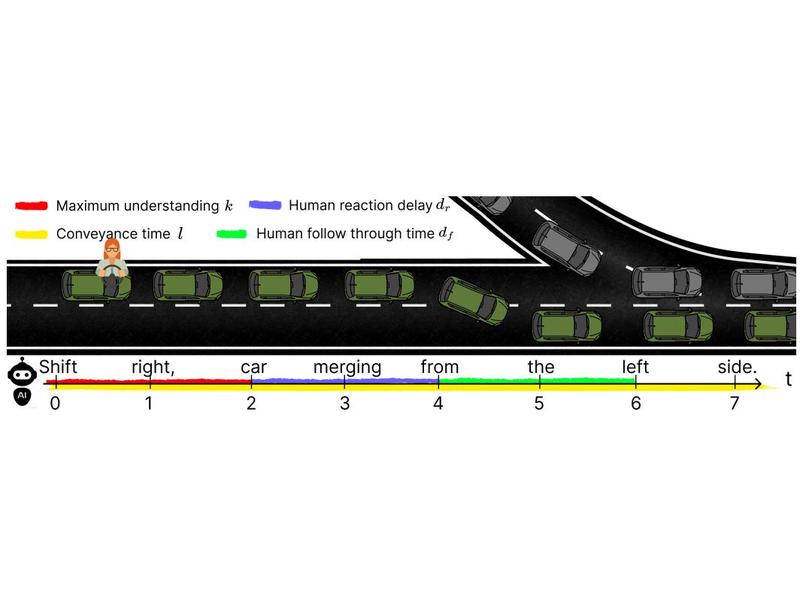 Maximum understanding k Human reaction delay d_r
Conveyance time l Human follow through time d_f
Shift right, car merging from the left side.
t
AI
0 1 2 3 4 5 6 7